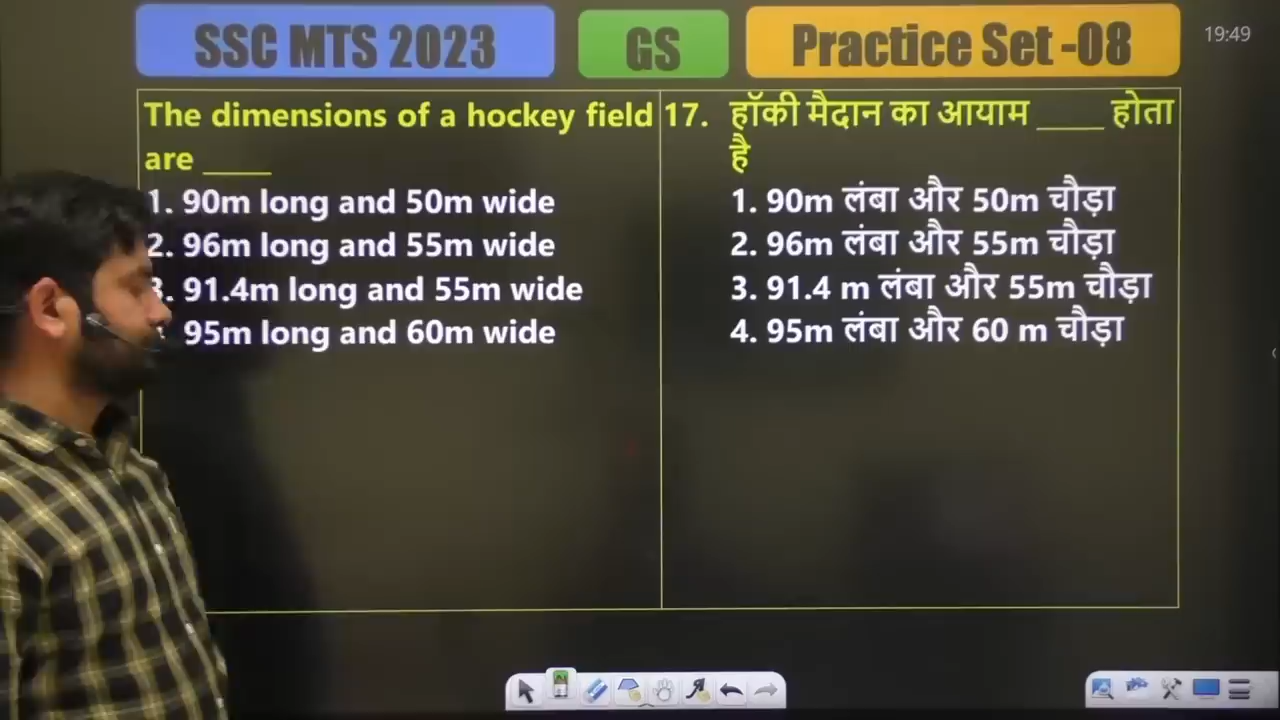 SSC MTS 2023
GS
Practice Set -08
19:49
The dimensions of a hockey field
are ____
1. 90m long and 50m wide
2. 96m long and 55m wide
3. 91.4m long and 55m wide
95m long and 60m wide
17. हॉकी मैदान का आयाम ____ होता
है
1. 90m लंबा और 50m चौड़ा
2. 96m लंबा और 55m चौड़ा
3. 91.4 m लंबा और 55m चौड़ा
4. 95m लंबा और 60 m चौड़ा